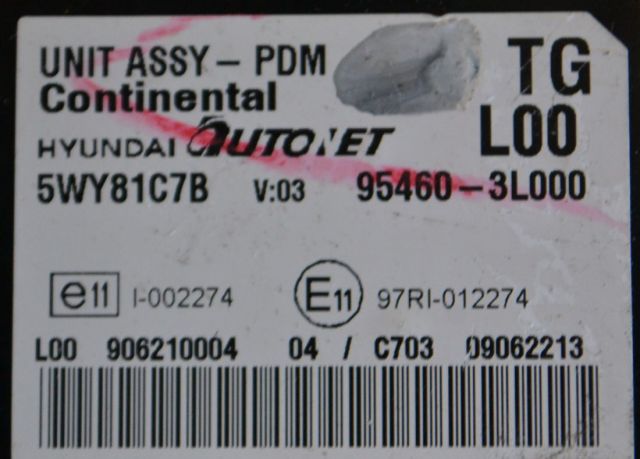 UNIT ASSY – PDM TG
Continental
HYUNDAI AUTONET L00
5WY81C7B V:03 95460–3L000
e11 I-002274 E11 97RI-012274
L00 906210004 04 / C703 09062213